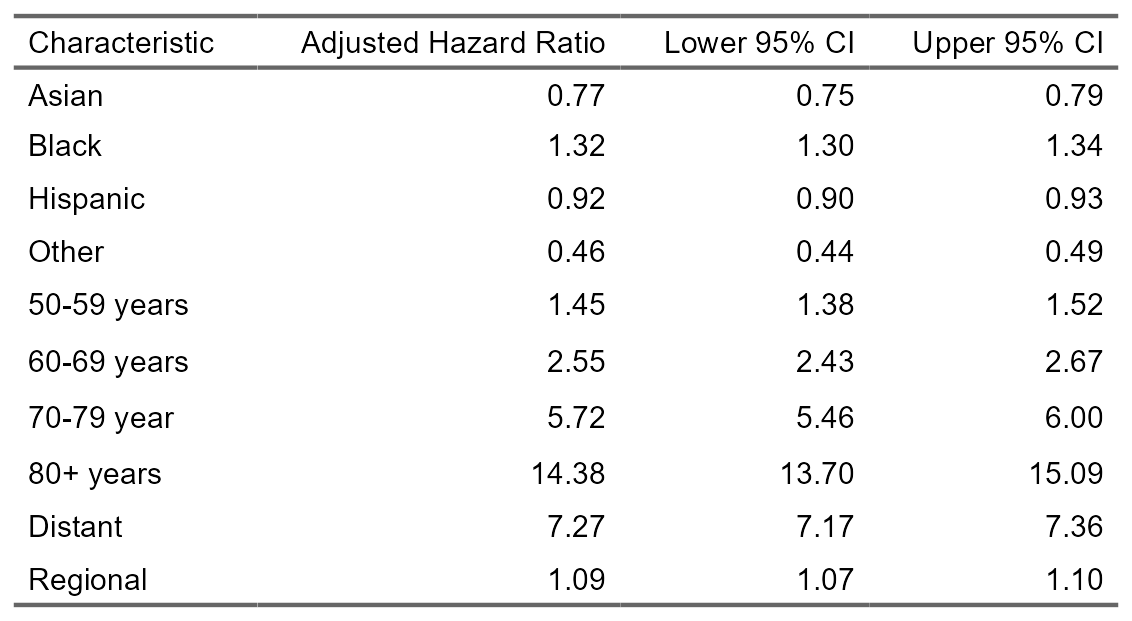 Characteristic Adjusted Hazard Ratio Lower 95% CI Upper 95% CI
Asian 0.77 0.75 0.79
Black 1.32 1.30 1.34
Hispanic 0.92 0.90 0.93
Other 0.46 0.44 0.49
50-59 years 1.45 1.38 1.52
60-69 years 2.55 2.43 2.67
70-79 year 5.72 5.46 6.00
80+ years 14.38 13.70 15.09
Distant 7.27 7.17 7.36
Regional 1.09 1.07 1.10